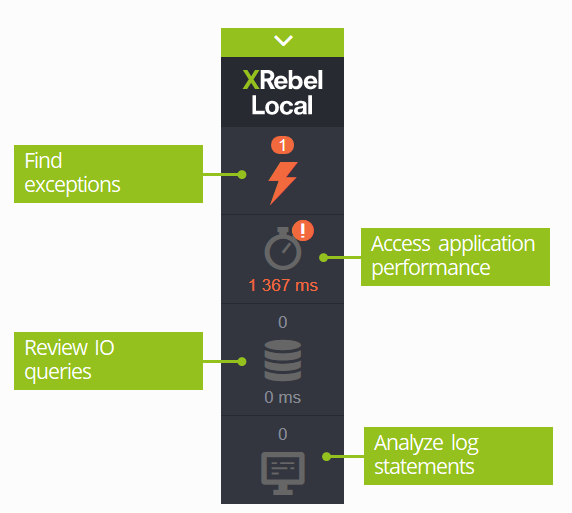 XRebel
Local
1
Find
exceptions
!
Access application
performance
1 367 ms
0
Review IO
queries
0 ms
0
Analyze log
statements